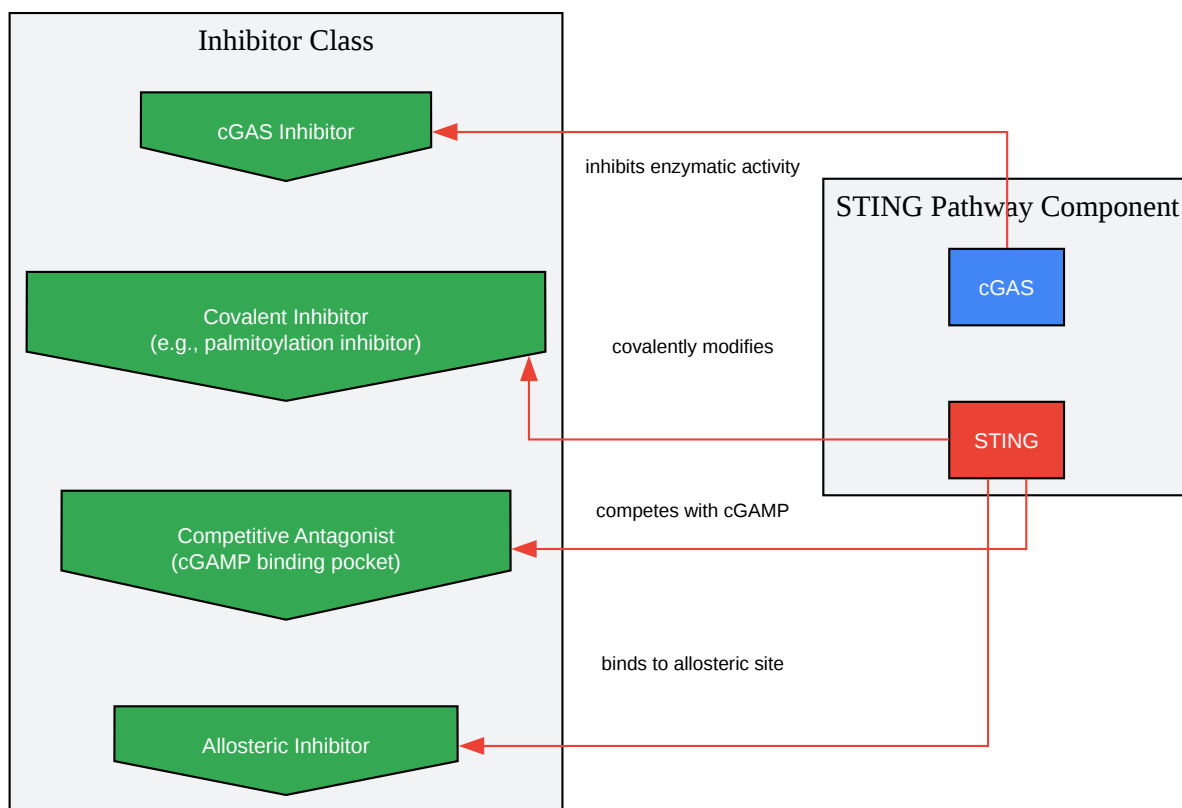 Inhibitor Class
cGAS Inhibitor
inhibits enzymatic activity
STING Pathway Component
cGAS
Covalent Inhibitor
(e.g., palmitoylation inhibitor)
covalently modifies
STING
competes with cGAMP
Competitive Antagonist
(cGAMP binding pocket)
binds to allosteric site
Allosteric Inhibitor